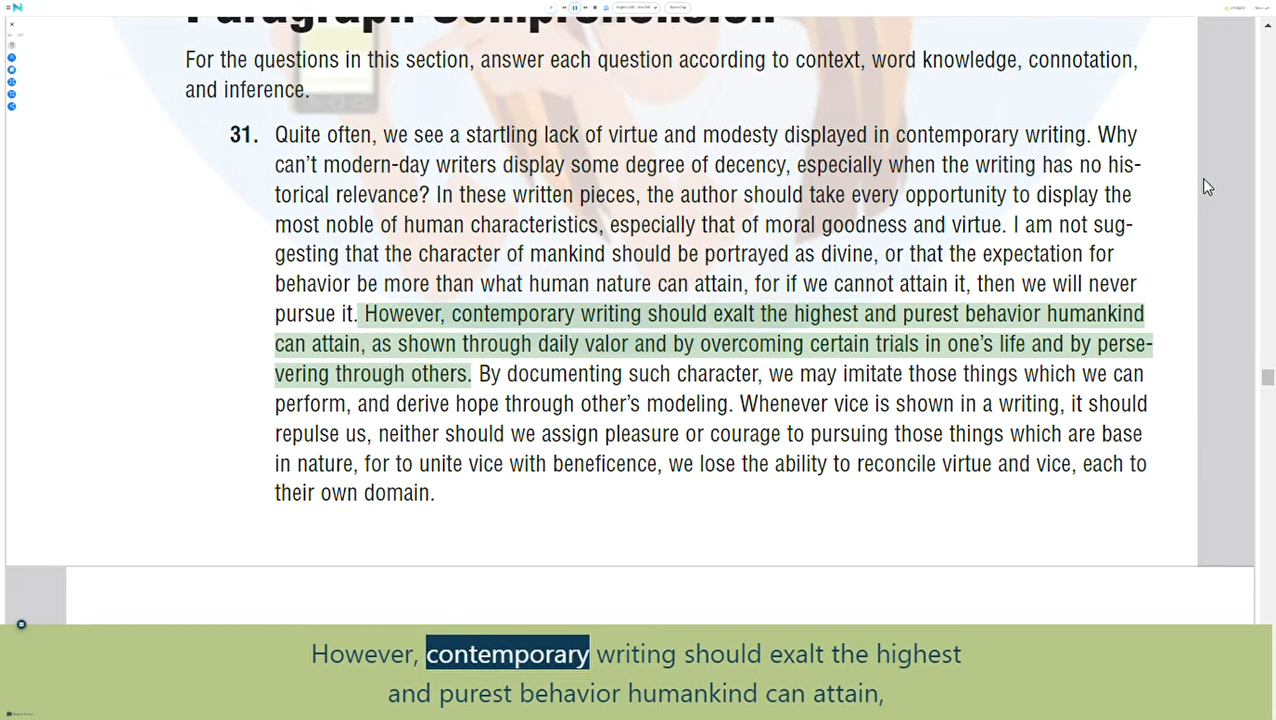 Paragraph Comprehension
For the questions in this section, answer each question according to context, word knowledge, connotation,
and inference.
31. Quite often, we see a startling lack of virtue and modesty displayed in contemporary writing. Why
can't modern-day writers display some degree of decency, especially when the writing has no his-
torical relevance? In these written pieces, the author should take every opportunity to display the
most noble of human characteristics, especially that of moral goodness and virtue. I am not sug-
gesting that the character of mankind should be portrayed as divine, or that the expectation for
behavior be more than what human nature can attain, for if we cannot attain it, then we will never
pursue it. However, contemporary writing should exalt the highest and purest behavior humankind
can attain, as shown through daily valor and by overcoming certain trials in one's life and by perse-
vering through others. By documenting such character, we may imitate those things which we can
perform, and derive hope through other's modeling. Whenever vice is shown in a writing, it should
repulse us, neither should we assign pleasure or courage to pursuing those things which are base
in nature, for to unite vice with beneficence, we lose the ability to reconcile virtue and vice, each to
their own domain.
However, contemporary writing should exalt the highest
and purest behavior humankind can attain,